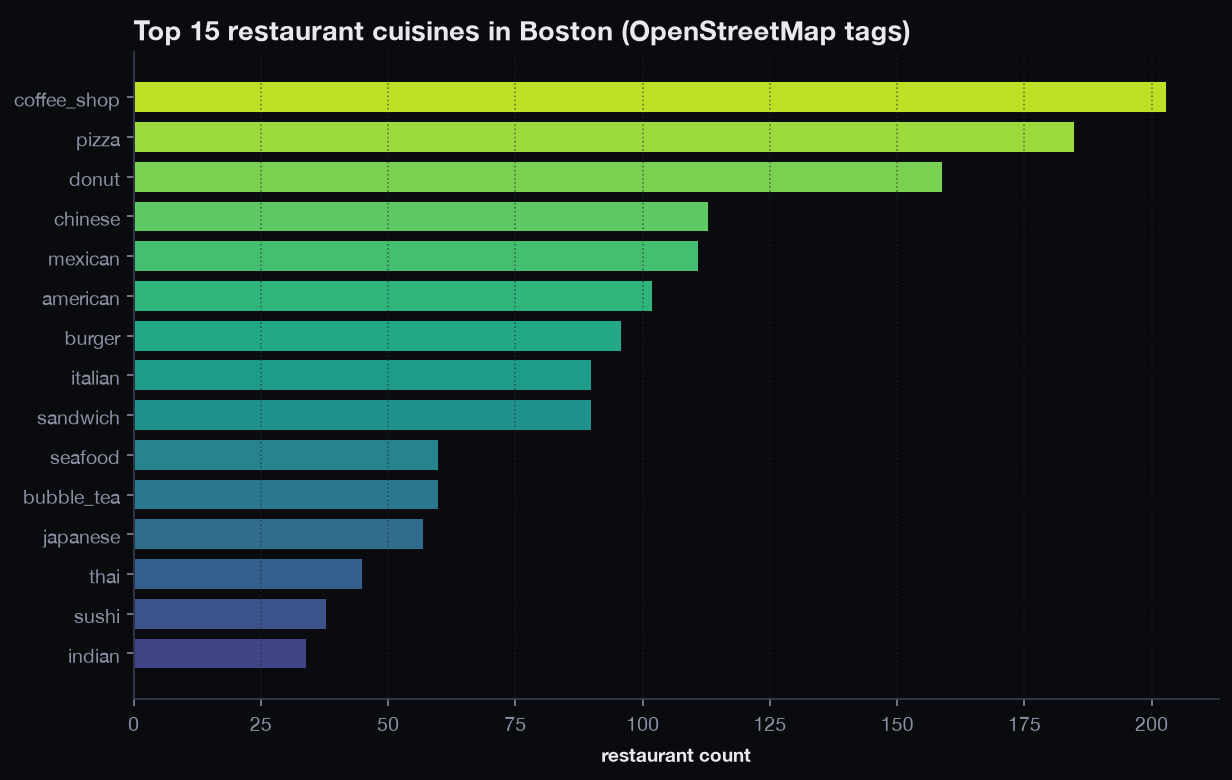 Top 15 restaurant cuisines in Boston (OpenStreetMap tags)
coffee_shop
pizza
donut
chinese
mexican
american
burger
italian
sandwich
seafood
bubble_tea
japanese
thai
sushi
indian
0 25 50 75 100 125 150 175 200
restaurant count